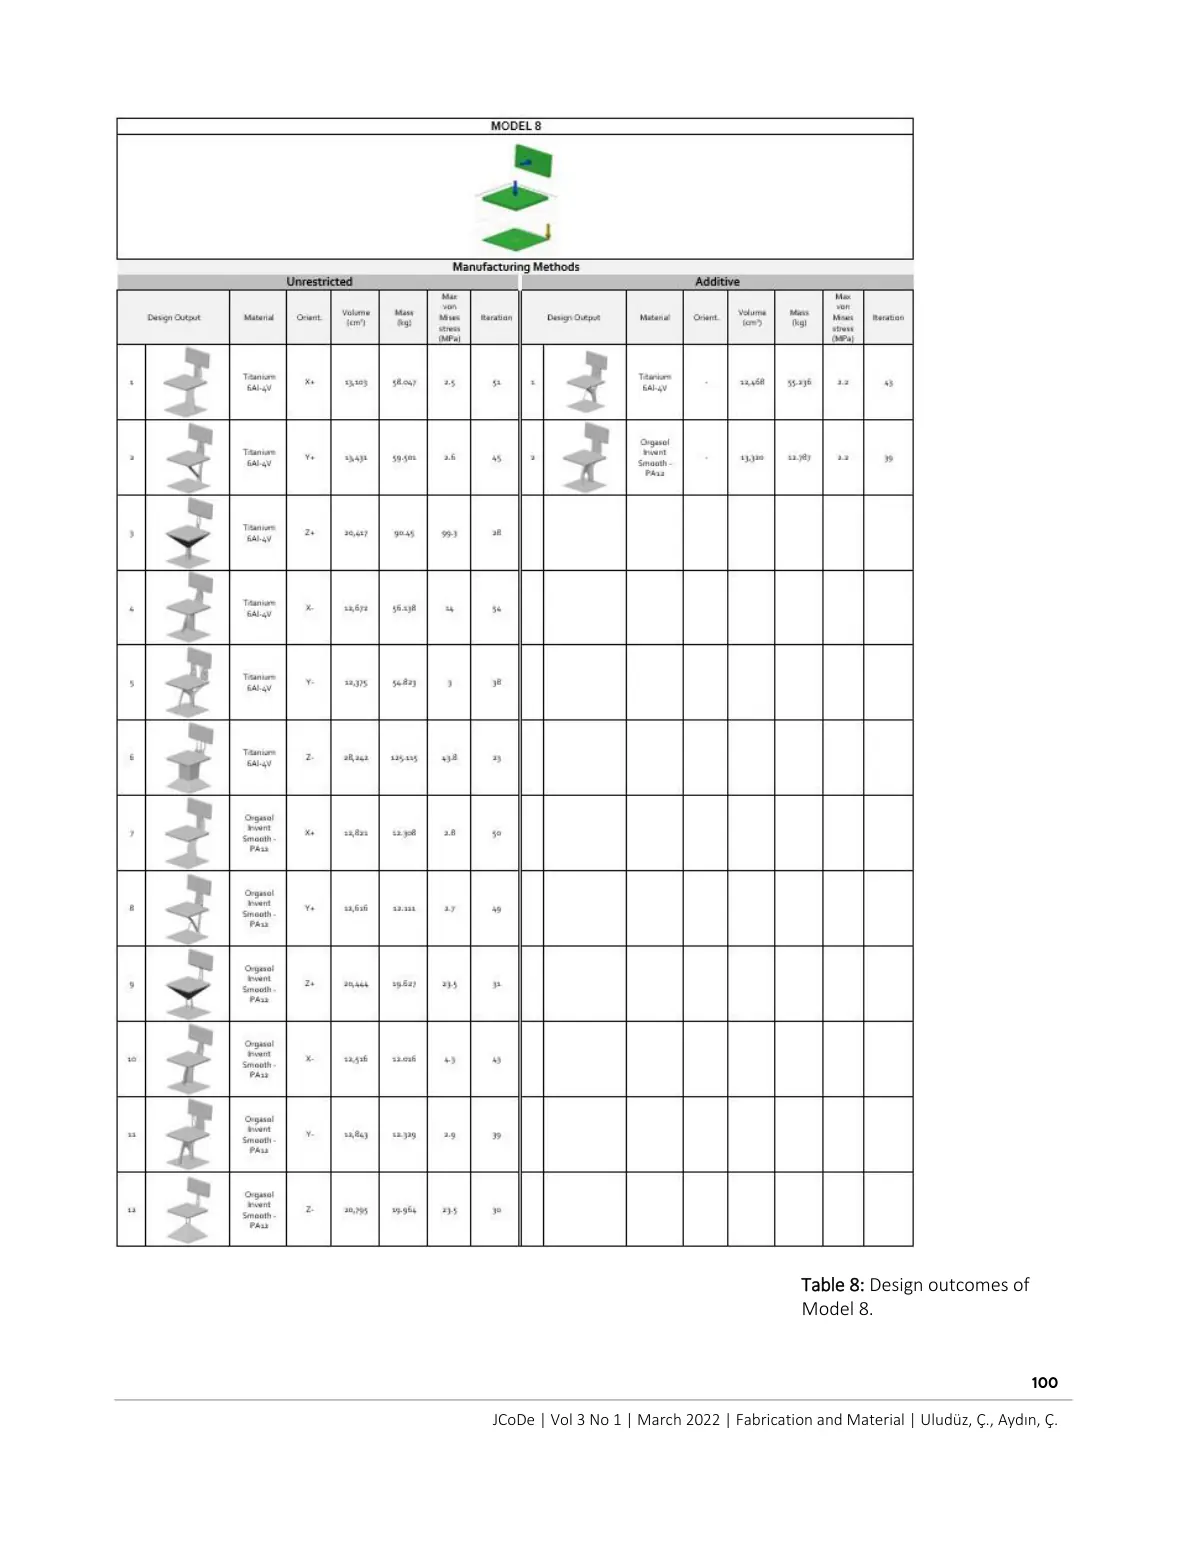 MODEL 8
Manufacturing Methods
Unrestricted Additive
Design Output Material Orient. Volume (cm³) Mass (kg) Max von Mises stress (MPa) Iteration Design Output Material Orient. Volume (cm³) Mass (kg) Max von Mises stress (MPa) Iteration
1 Titanium 6Al-4V X+ 13,103 58.047 2.5 51 1 Titanium 6Al-4V - 12,468 55.236 2.2 43
2 Titanium 6Al-4V Y+ 13,431 59.501 2.6 45 2 Orgasol Invent Smooth - PA12 - 13,320 12.787 2.2 39
3 Titanium 6Al-4V Z+ 20,417 90.45 99.3 28
4 Titanium 6Al-4V X- 12,672 56.138 14 54
5 Titanium 6Al-4V Y- 12,375 54.823 3 38
6 Titanium 6Al-4V Z- 28,242 125.115 43.8 23
7 Orgasol Invent Smooth - PA12 X+ 12,821 12.308 2.8 50
8 Orgasol Invent Smooth - PA12 Y+ 12,616 12.111 2.7 49
9 Orgasol Invent Smooth - PA12 Z+ 20,444 19.627 23.5 31
10 Orgasol Invent Smooth - PA12 X- 12,516 12.016 4.3 43
11 Orgasol Invent Smooth - PA12 Y- 12,843 12.329 2.9 39
12 Orgasol Invent Smooth - PA12 Z- 20,795 19.964 23.5 30
Table 8: Design outcomes of
Model 8.
100
JCoDe | Vol 3 No 1 | March 2022 | Fabrication and Material | Uludüz, Ç., Aydın, Ç.